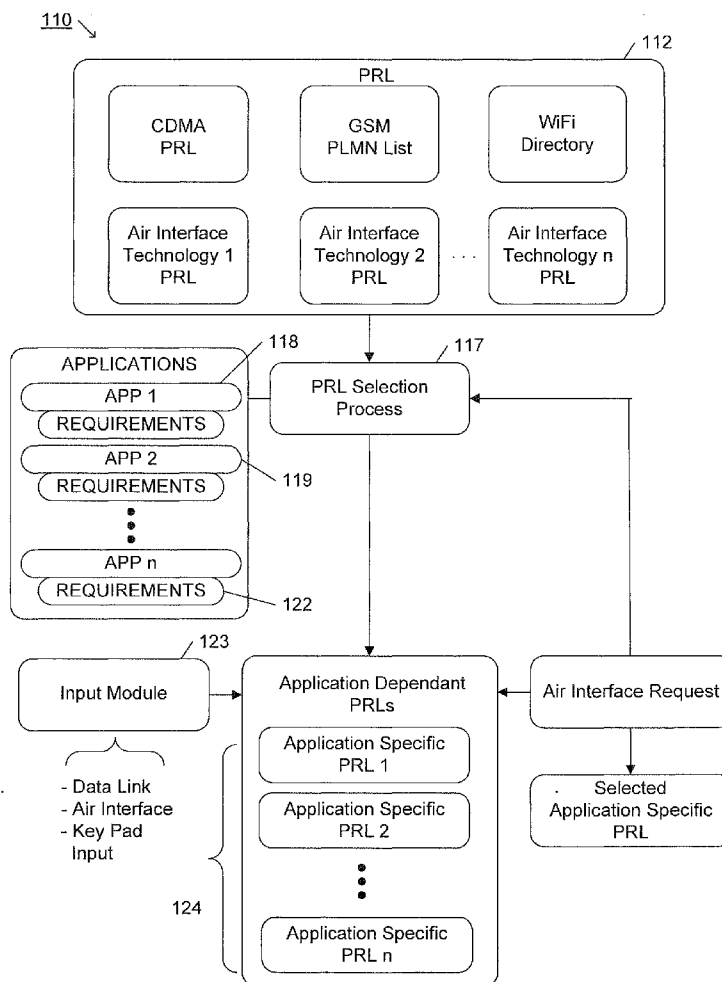 110
112
PRL
CDMA
PRL
GSM
PLMN List
WiFi
Directory
Air Interface
Technology 1
PRL
Air Interface
Technology 2
PRL
. . .
Air Interface
Technology n
PRL
118
117
APPLICATIONS
APP 1
REQUIREMENTS
APP 2
REQUIREMENTS
119
APP n
REQUIREMENTS
122
PRL Selection
Process
123
Input Module
- Data Link
- Air Interface
- Key Pad
Input
124
Application Dependant
PRLs
Application Specific
PRL 1
Application Specific
PRL 2
Application Specific
PRL n
Air Interface Request
Selected
Application Specific
PRL